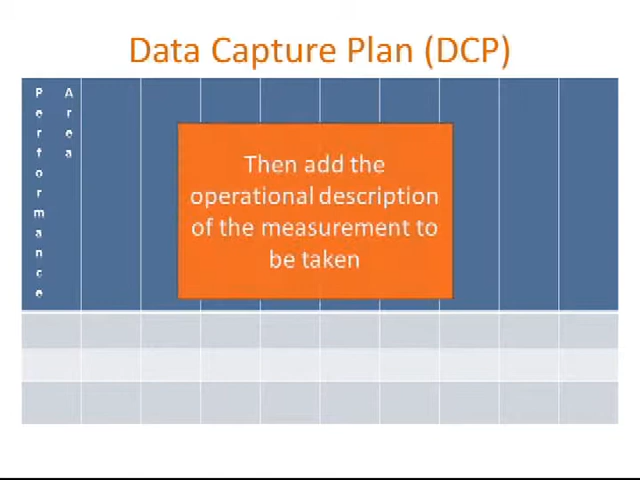 Data Capture Plan (DCP)
Performance
Area
Then add the
operational description
of the measurement to
be taken